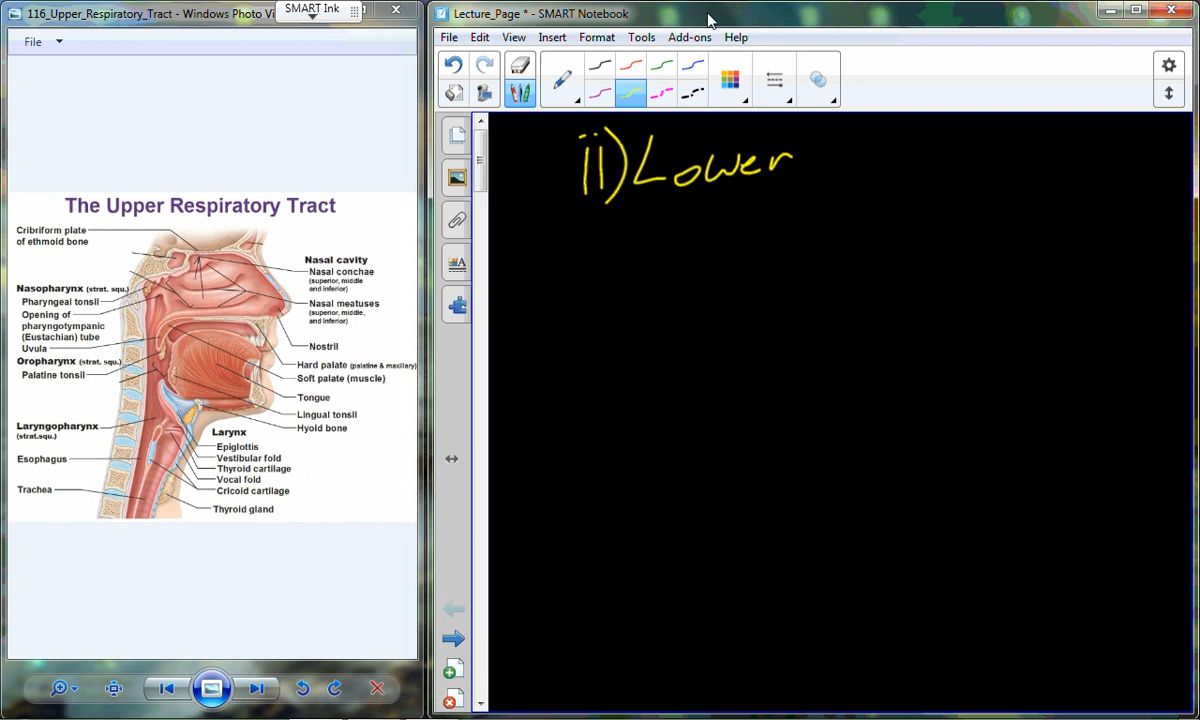 116_Upper_Respiratory_Tract - Windows Photo Vi
SMART Ink
File
The Upper Respiratory Tract
Cribriform plate
of ethmoid bone
Nasopharynx (strat. squ.)
Pharyngeal tonsil
Opening of
pharyngotympanic
(Eustachian) tube
Uvula
Oropharynx (strat. squ.)
Palatine tonsil
Laryngopharynx
(strat.squ.)
Esophagus
Trachea
Nasal cavity
Nasal conchae
(superior, middle
and inferior)
Nasal meatuses
(superior, middle,
and inferior)
Nostril
Hard palate (palatine & maxillary)
Soft palate (muscle)
Tongue
Lingual tonsil
Hyoid bone
Larynx
Epiglottis
Vestibular fold
Thyroid cartilage
Vocal fold
Cricoid cartilage
Thyroid gland
Lecture_Page * - SMART Notebook
File Edit View Insert Format Tools Add-ons Help
ii) Lower